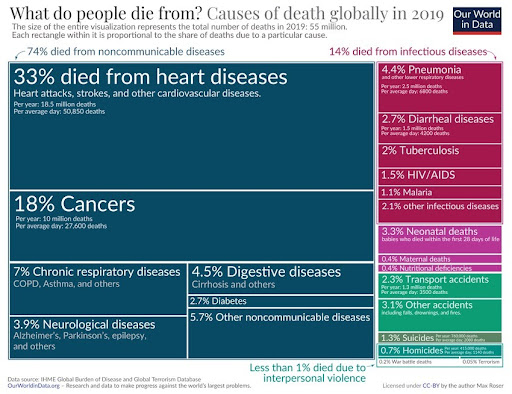 What do people die from? Causes of death globally in 2019
The size of the entire visualization represents the total number of deaths in 2019: 55 million.
Each rectangle within it is proportional to the share of deaths due to a particular cause.
Our World
in Data
74% died from noncommunicable diseases
14% died from infectious diseases
33% died from heart diseases
Heart attacks, strokes, and other cardiovascular diseases.
Per year: 18.5 million deaths
Per average day: 50,850 deaths
18% Cancers
Per year: 10 million deaths
Per average day: 27,600 deaths
7% Chronic respiratory diseases
COPD, Asthma, and others
3.9% Neurological diseases
Alzheimer's, Parkinson's, epilepsy,
and others
4.5% Digestive diseases
Cirrhosis and others
2.7% Diabetes
5.7% Other noncommunicable diseases
4.4% Pneumonia
and other lower respiratory diseases
Per year: 2.5 million deaths
Per average day: 6800 deaths
2.7% Diarrheal diseases
Per year: 1.5 million deaths
Per average day: 4200 deaths
2% Tuberculosis
1.5% HIV/AIDS
1.1% Malaria
2.1% other infectious diseases
3.3% Neonatal deaths
babies who died within the first 28 days of life
0.4% Maternal deaths
0.4% Nutritional deficiencies
2.3% Transport accidents
Per year: 1.3 million deaths
Per average day: 3500 deaths
3.1% Other accidents
including falls, drownings, and fires.
1.3% Suicides
Per year: 760,000 deaths
Per average day: 2080 deaths
0.7% Homicides
Per year: 415,000 deaths
Per average day: 1140 deaths
0.2% War battle deaths
0.05% Terrorism
Less than 1% died due to
interpersonal violence
Data source: IHME Global Burden of Disease and Global Terrorism Database
OurWorldinData.org – Research and data to make progress against the world's largest problems.
Licensed under CC-BY by the author Max Roser